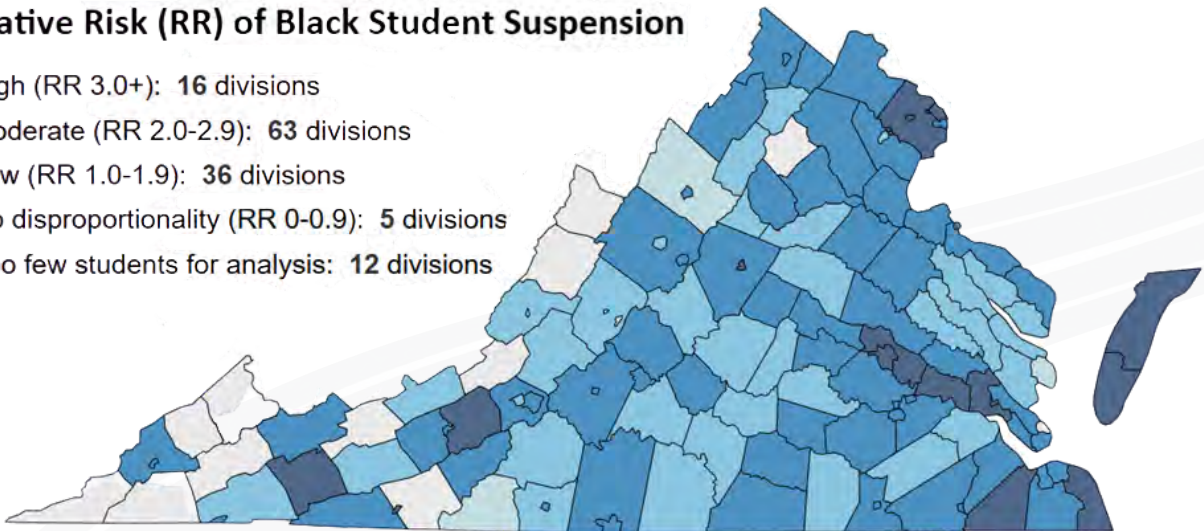 ative Risk (RR) of Black Student Suspension
gh (RR 3.0+): 16 divisions
oderate (RR 2.0-2.9): 63 divisions
w (RR 1.0-1.9): 36 divisions
o disproportionality (RR 0-0.9): 5 divisions
oo few students for analysis: 12 divisions